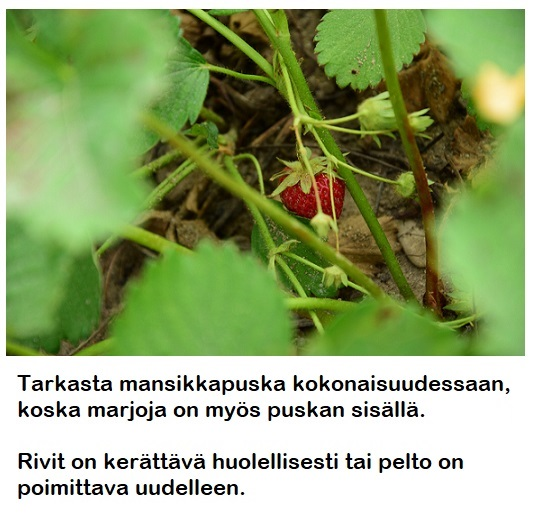 Tarkasta mansikkapuska kokonaisuudessaan,
koska marjoja on myös puskan sisällä.
Rivit on kerättävä huolellisesti tai pelto on
poimittava uudelleen.